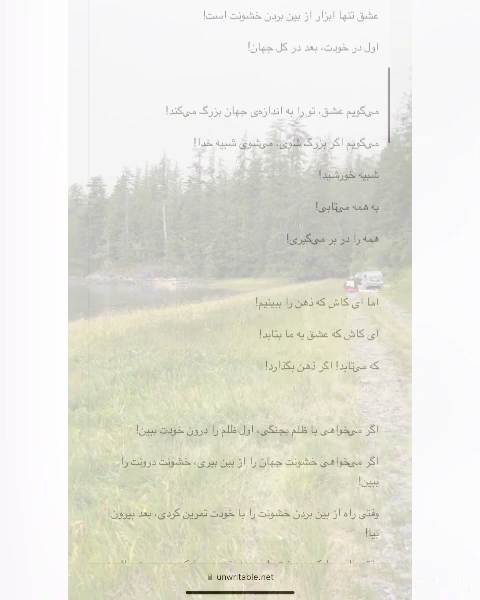 عشق تنها ابزار از بین بردن خشونت است!
اول در خودت، بعد در کل جهان!
می‌گویم عشق، تو را به اندازه‌ی جهان بزرگ می‌کند!
می‌گویم اگر بزرگ شوی، می‌شوی شبیه خدا!
شبیه خورشید!
به همه می‌تابی!
همه را در بر می‌گیری!
اما ای کاش که ذهن را ببینیم!
ای کاش که عشق به ما بتابد!
که می‌تابد! اگر ذهن بگذارد!
اگر می‌خواهی با ظلم بجنگی، اول ظلم را درون خودت ببین!
اگر می‌خواهی خشونت جهان را از بین ببری، خشونت درونت را
ببین!
وقتی راه از بین بردن خشونت را با خودت تمرین کردی، بعد بیرون
بیا!
unwritable.net